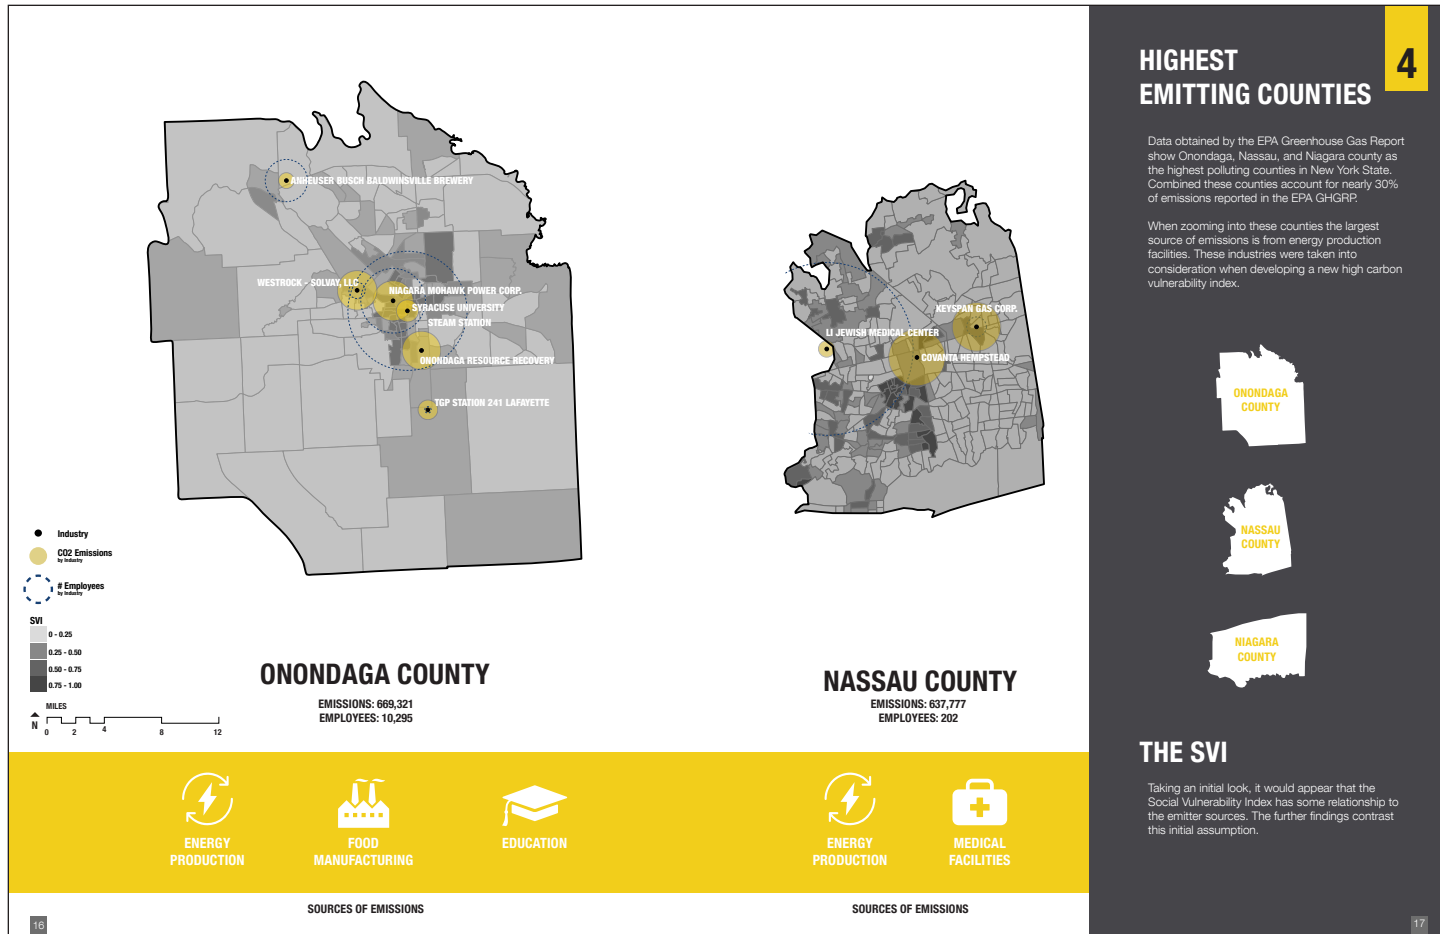 ANHEUSER BUSCH BALDWINSVILLE BREWERY
WESTROCK - SOLVAY, LLC
NIAGARA MOHAWK POWER CORP.
SYRACUSE UNIVERSITY
STEAM STATION
ONONDAGA RESOURCE RECOVERY
TGP STATION 241 LAFAYETTE
KEYSPAN GAS CORP.
LI JEWISH MEDICAL CENTER
COVANTA HEMPSTEAD
Industry
CO2 Emissions
by Industry
# Employees
by Industry
SVI
0 - 0.25
0.25 - 0.50
0.50 - 0.75
0.75 - 1.00
MILES
N
0 2 4 8 12
ONONDAGA COUNTY
EMISSIONS: 669,321
EMPLOYEES: 10,295
NASSAU COUNTY
EMISSIONS: 637,777
EMPLOYEES: 202
ENERGY
PRODUCTION
FOOD
MANUFACTURING
EDUCATION
ENERGY
PRODUCTION
MEDICAL
FACILITIES
SOURCES OF EMISSIONS
SOURCES OF EMISSIONS
16
4
HIGHEST
EMITTING COUNTIES
Data obtained by the EPA Greenhouse Gas Report
show Onondaga, Nassau, and Niagara county as
the highest polluting counties in New York State.
Combined these counties account for nearly 30%
of emissions reported in the EPA GHGRP.
When zooming into these counties the largest
source of emissions is from energy production
facilities. These industries were taken into
consideration when developing a new high carbon
vulnerability index.
ONONDAGA
COUNTY
NASSAU
COUNTY
NIAGARA
COUNTY
THE SVI
Taking an initial look, it would appear that the
Social Vulnerability Index has some relationship to
the emitter sources. The further findings contrast
this initial assumption.
17